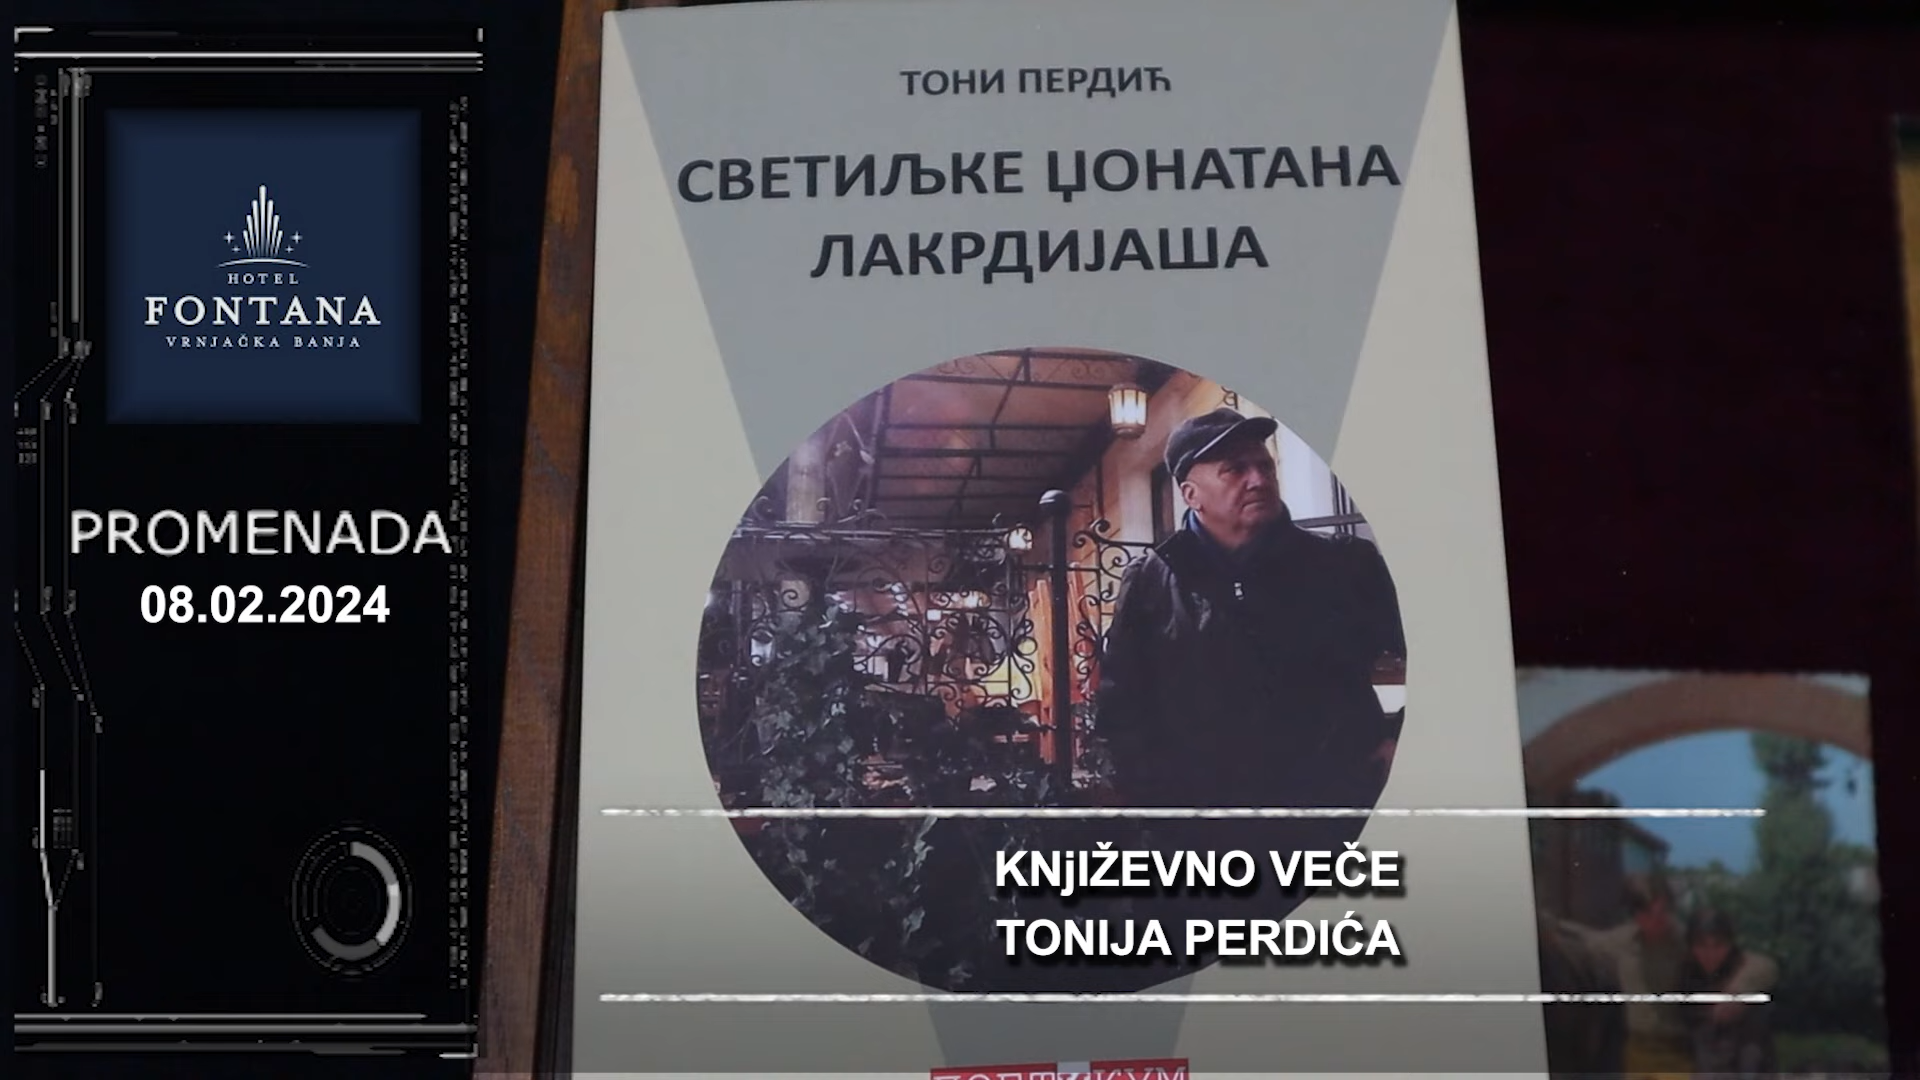 HOTEL
FONTANA
VRNJAČKA BANJA
PROMENADA
08.02.2024
ТОНИ ПЕРДИЋ
СВЕТИЉКЕ ЏОНАТАНА
ЛАКРДИЈАША
KNjIŽEVNO VEČE
TONIJA PERDIĆA